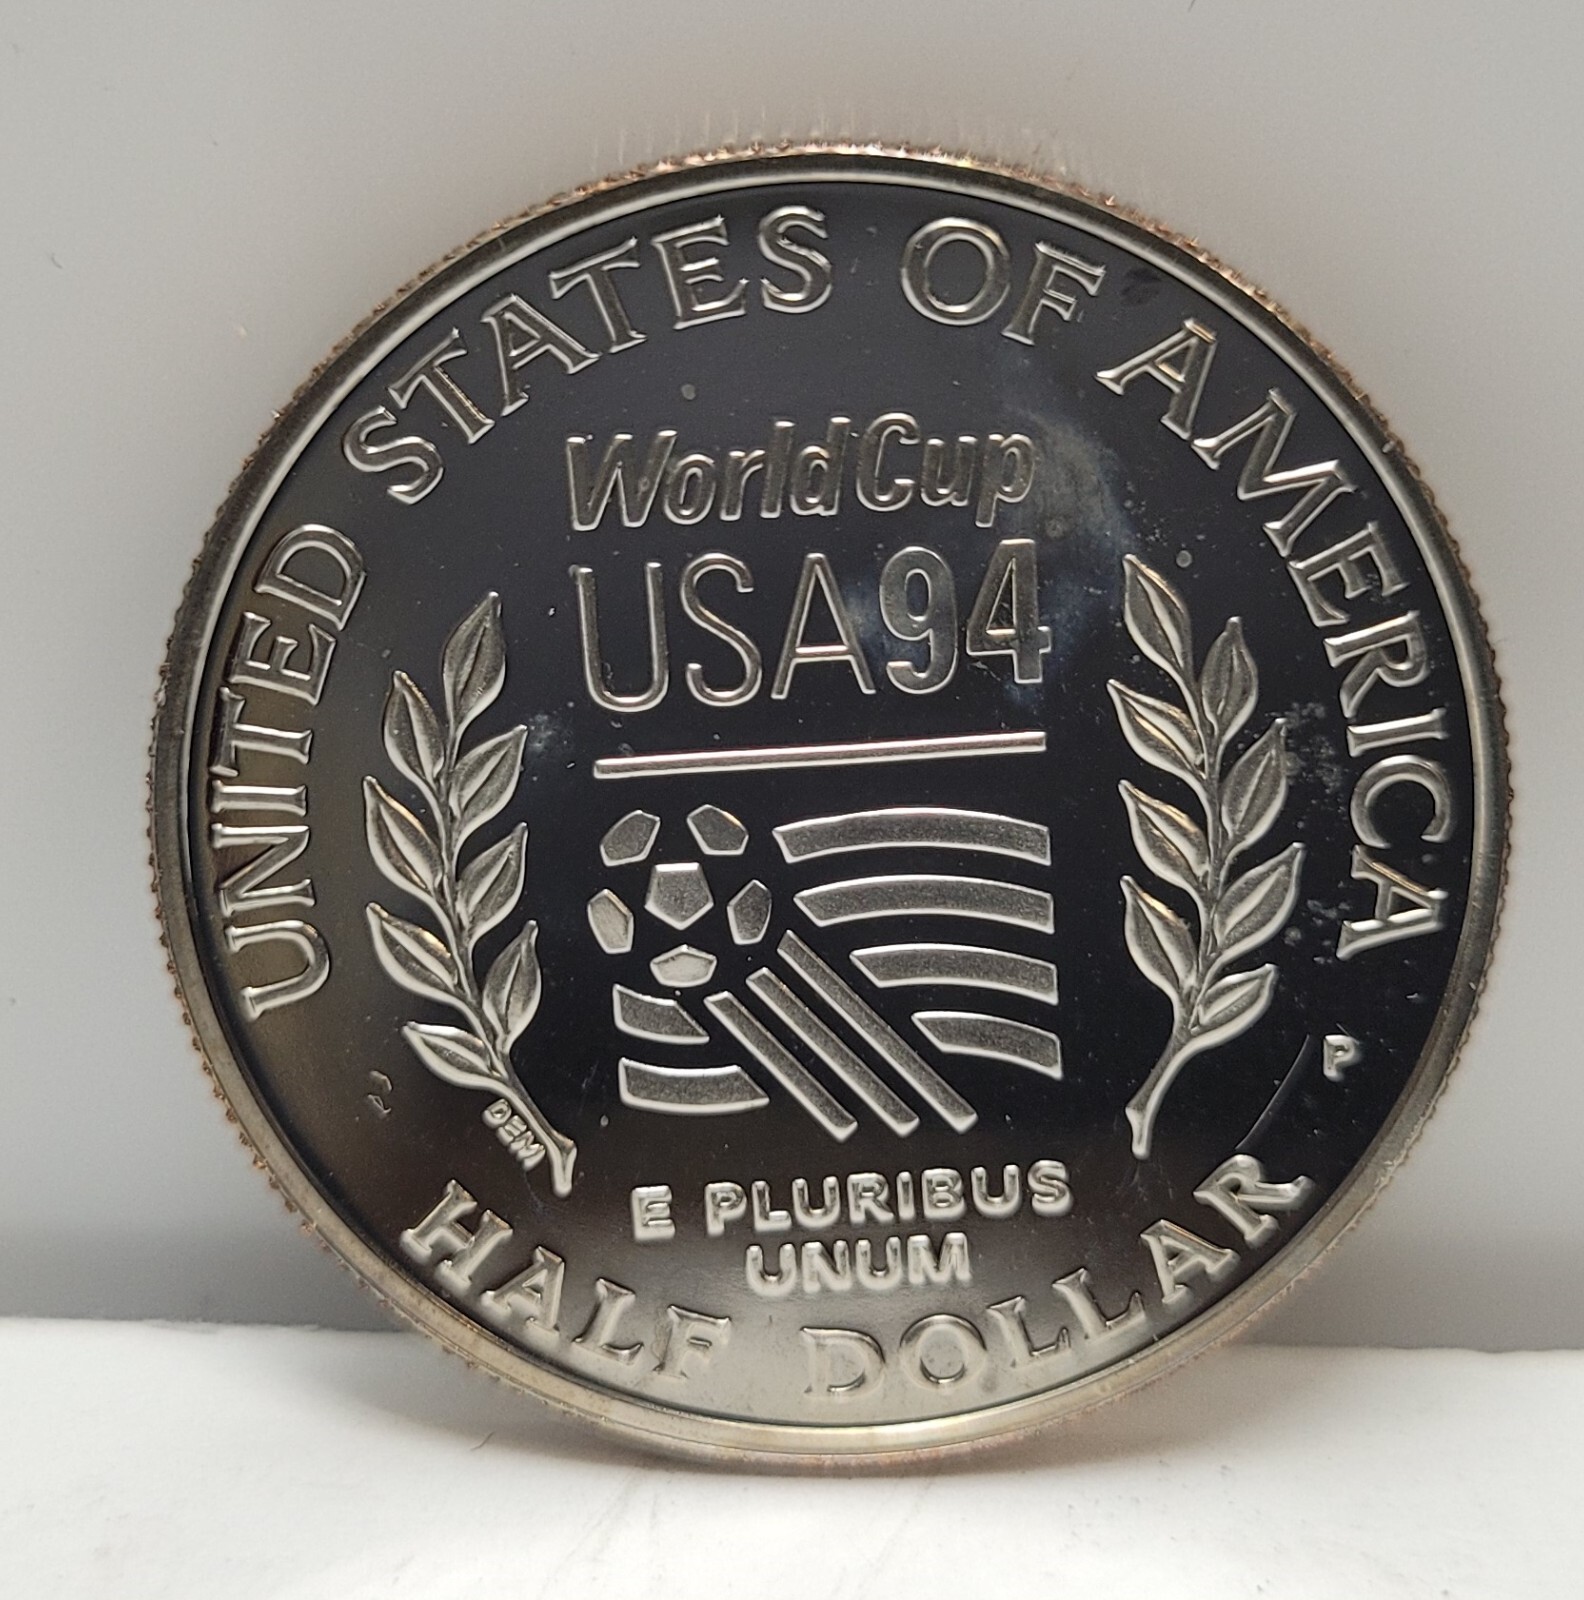 UNITED STATES OF AMERICA
World Cup
USA94
P
DEM
E PLURIBUS
UNUM
HALF DOLLAR